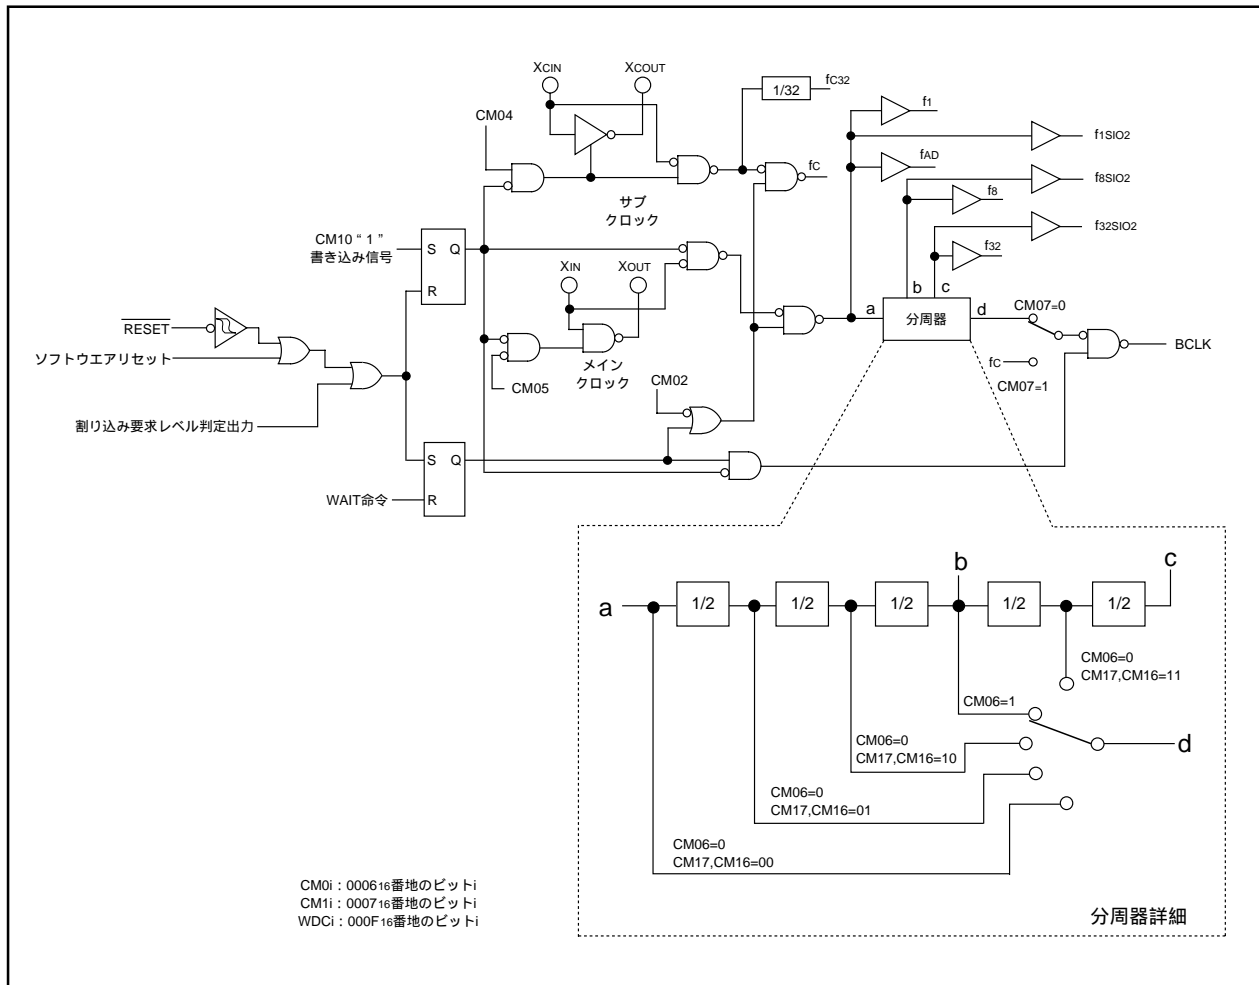 XCIN
XCOUT
1/32
fC32
CM04
f1
f1SIO2
fAD
fC
f8SIO2
f8
f32SIO2
f32
サブ
クロック
CM10 “ 1 ”
書き込み信号
S Q
R
XIN
XOUT
b
c
a
分周器
d
CM07=0
fC
CM07=1
BCLK
RESET
ソフトウエアリセット
メイン
クロック
CM05
CM02
割り込み要求レベル判定出力
S Q
R
WAIT命令
a
1/2
1/2
1/2
b
1/2
1/2
c
CM06=0
CM17,CM16=11
CM06=1
d
CM06=0
CM17,CM16=10
CM06=0
CM17,CM16=01
CM06=0
CM17,CM16=00
CM0i : 000616番地のビットi
CM1i : 000716番地のビットi
WDCi : 000F16番地のビットi
分周器詳細